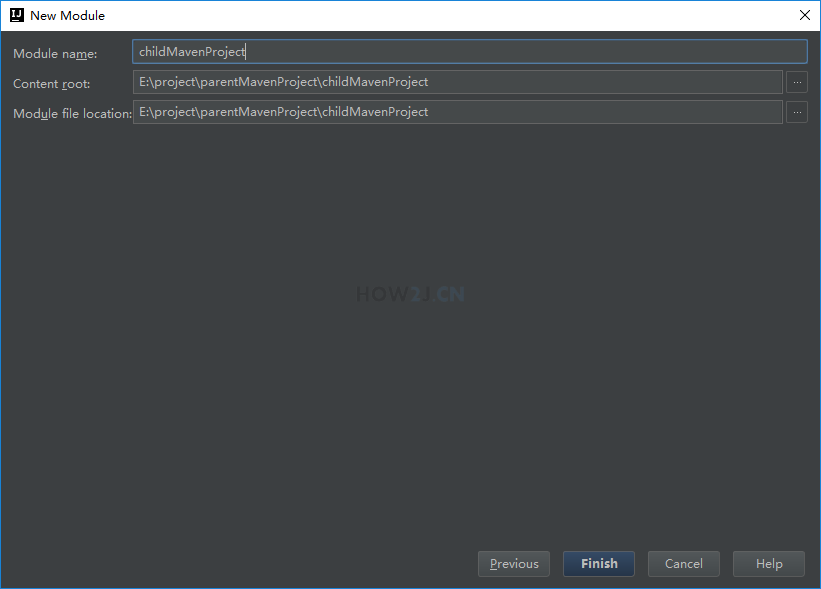 IJ New Module
Module name: childMavenProject
Content root: E:\project\parentMavenProject\childMavenProject ...
Module file location: E:\project\parentMavenProject\childMavenProject ...
HOW2J.CN
Previous Finish Cancel Help